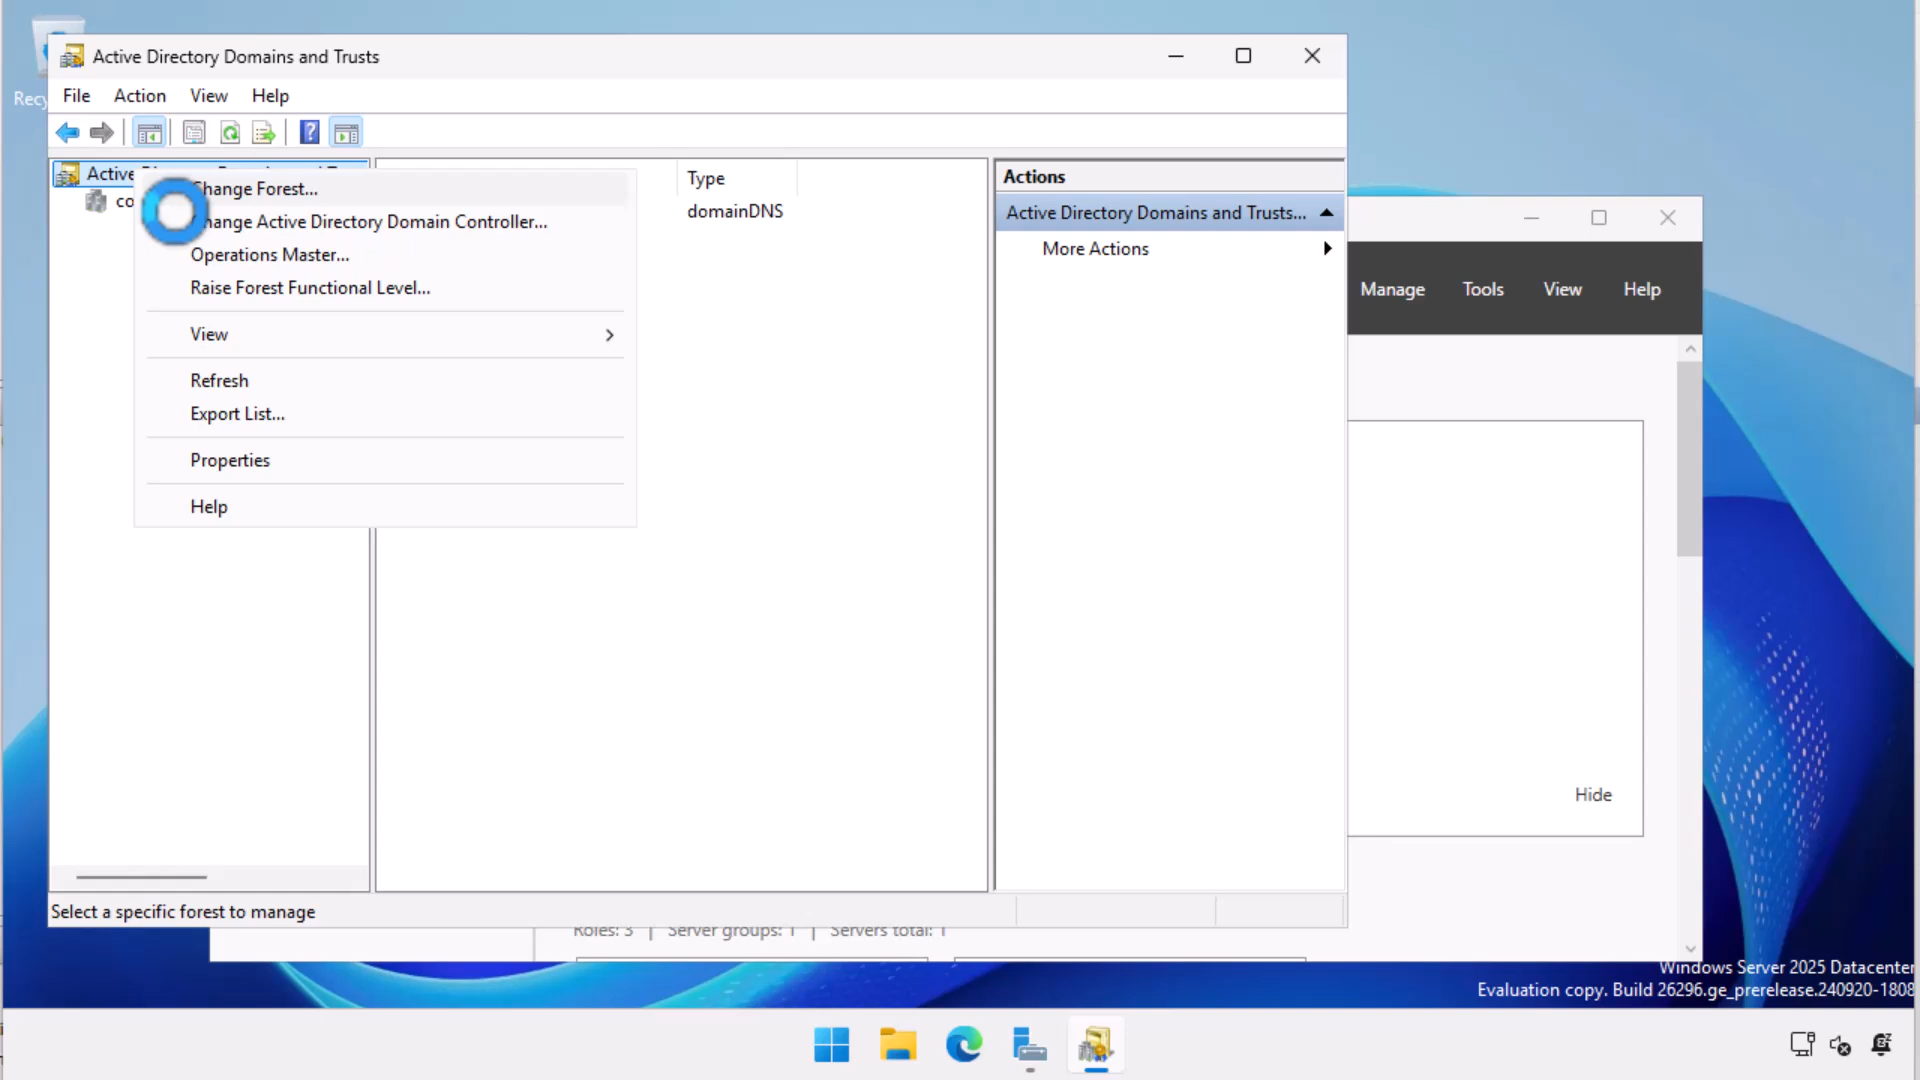 Active Directory Domains and Trusts
File Action View Help
Active
Change Forest...
Change Active Directory Domain Controller...
Operations Master...
Raise Forest Functional Level...
View
Refresh
Export List...
Properties
Help
Type
domainDNS
Actions
Active Directory Domains and Trusts...
More Actions
Manage Tools View Help
Hide
Select a specific forest to manage
Roles: 3 | Server groups: 1 | Servers total: 1
Windows Server 2025 Datacenter
Evaluation copy. Build 26296.ge_prerelease.240920-1808